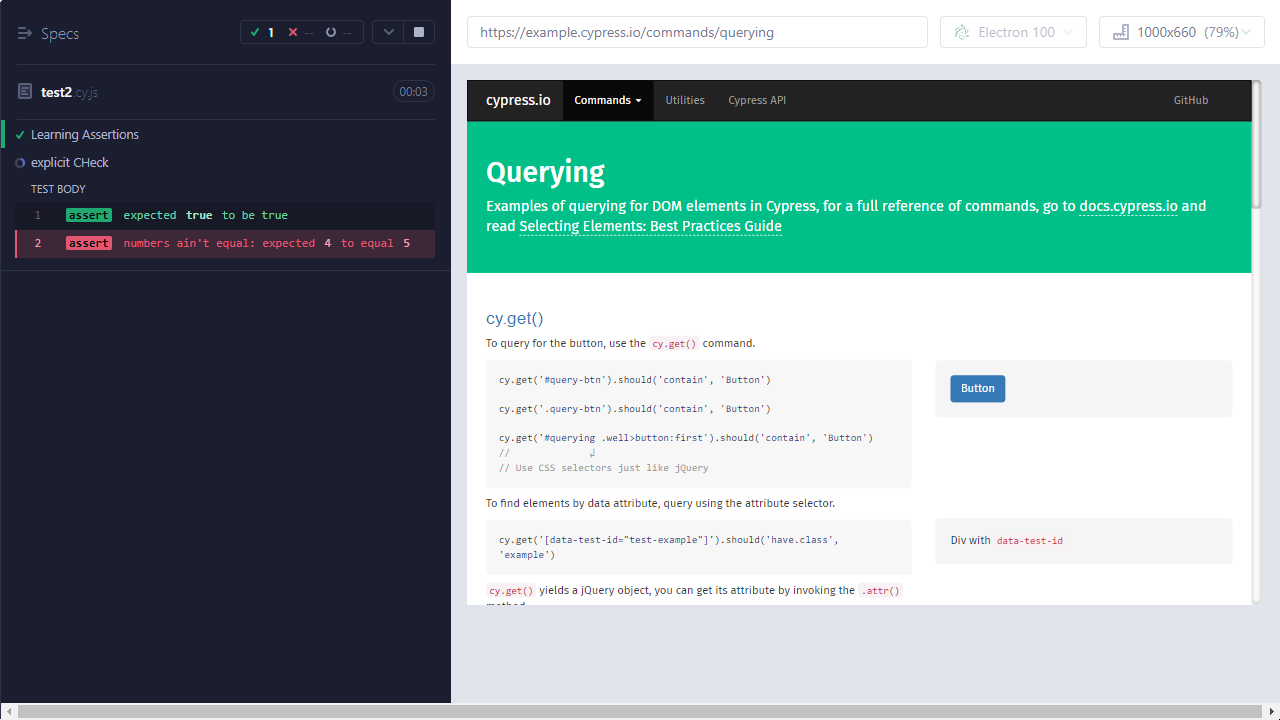 Specs
1 -- --
test2.cy.js
00:03
Learning Assertions
explicit CHeck
TEST BODY
1 assert expected true to be true
2 assert numbers ain't equal: expected 4 to equal 5
https://example.cypress.io/commands/querying
Electron 100
1000x660 (79%)
cypress.io Commands Utilities Cypress API GitHub
Querying
Examples of querying for DOM elements in Cypress, for a full reference of commands, go to docs.cypress.io and
read Selecting Elements: Best Practices Guide
cy.get()
To query for the button, use the cy.get() command.
cy.get('#query-btn').should('contain', 'Button')
cy.get('.query-btn').should('contain', 'Button')
cy.get('#querying .well>button:first').should('contain', 'Button')
// ↲
// Use CSS selectors just like jQuery
Button
To find elements by data attribute, query using the attribute selector.
cy.get('[data-test-id="test-example"]').should('have.class',
'example')
Div with data-test-id
cy.get() yields a jQuery object, you can get its attribute by invoking the .attr()
method